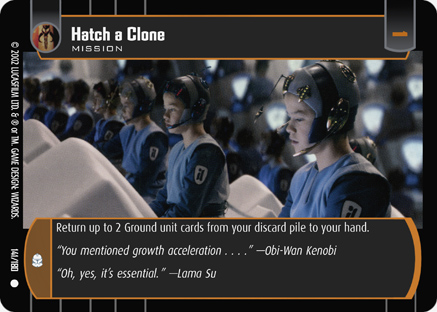 Hatch a Clone
MISSION
Return up to 2 Ground unit cards from your discard pile to your hand.
“You mentioned growth acceleration . . . .” —Obi-Wan Kenobi
“Oh, yes, it’s essential.” —Lama Su
© 2002 LUCASFILM LTD. & ® or TM. GAME DESIGN: WIZARDS.